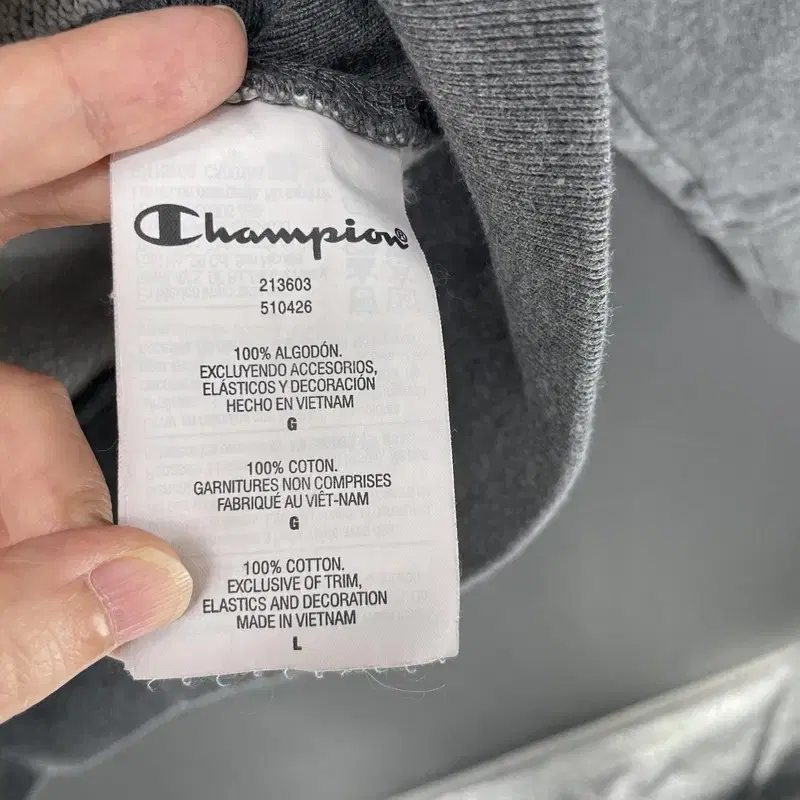 Champion®
213603
510426
100% ALGODÓN.
EXCLUYENDO ACCESORIOS,
ELÁSTICOS Y DECORACIÓN
HECHO EN VIETNAM
G
100% COTON.
GARNITURES NON COMPRISES
FABRIQUÉ AU VIÊT-NAM
G
100% COTTON.
EXCLUSIVE OF TRIM,
ELASTICS AND DECORATION
MADE IN VIETNAM
L